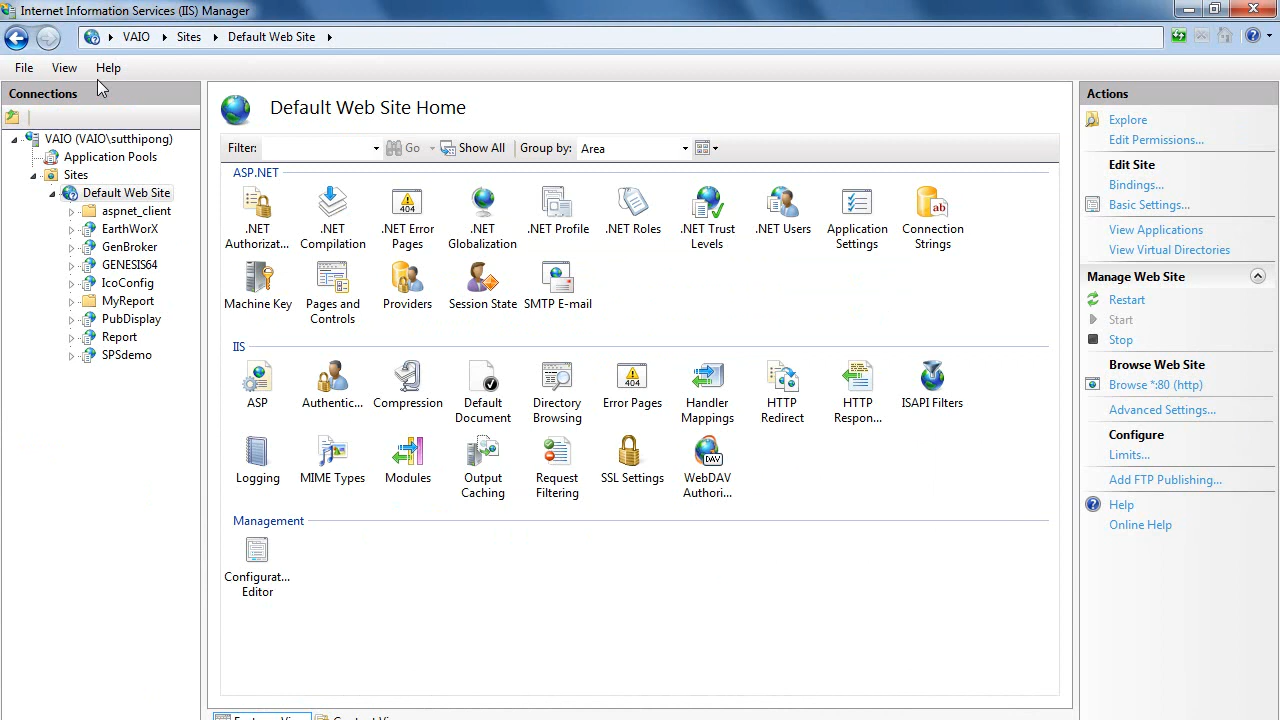 Internet Information Services (IIS) Manager
VAIO Sites Default Web Site
File View Help
Connections
VAIO (VAIO\sutthipong)
Application Pools
Sites
Default Web Site
aspnet_client
EarthWorX
GenBroker
GENESIS64
IcoConfig
MyReport
PubDisplay
Report
SPSdemo
Default Web Site Home
Filter: Go Show All Group by: Area
ASP.NET
.NET Authorizat...
.NET Compilation
.NET Error Pages
.NET Globalization
.NET Profile
.NET Roles
.NET Trust Levels
.NET Users
Application Settings
Connection Strings
Machine Key
Pages and Controls
Providers
Session State
SMTP E-mail
IIS
ASP
Authentic...
Compression
Default Document
Directory Browsing
Error Pages
Handler Mappings
HTTP Redirect
HTTP Respon...
ISAPI Filters
Logging
MIME Types
Modules
Output Caching
Request Filtering
SSL Settings
WebDAV Authori...
Management
Configurat... Editor
Actions
Explore
Edit Permissions...
Edit Site
Bindings...
Basic Settings...
View Applications
View Virtual Directories
Manage Web Site
Restart
Start
Stop
Browse Web Site
Browse *:80 (http)
Advanced Settings...
Configure
Limits...
Add FTP Publishing...
Help
Online Help